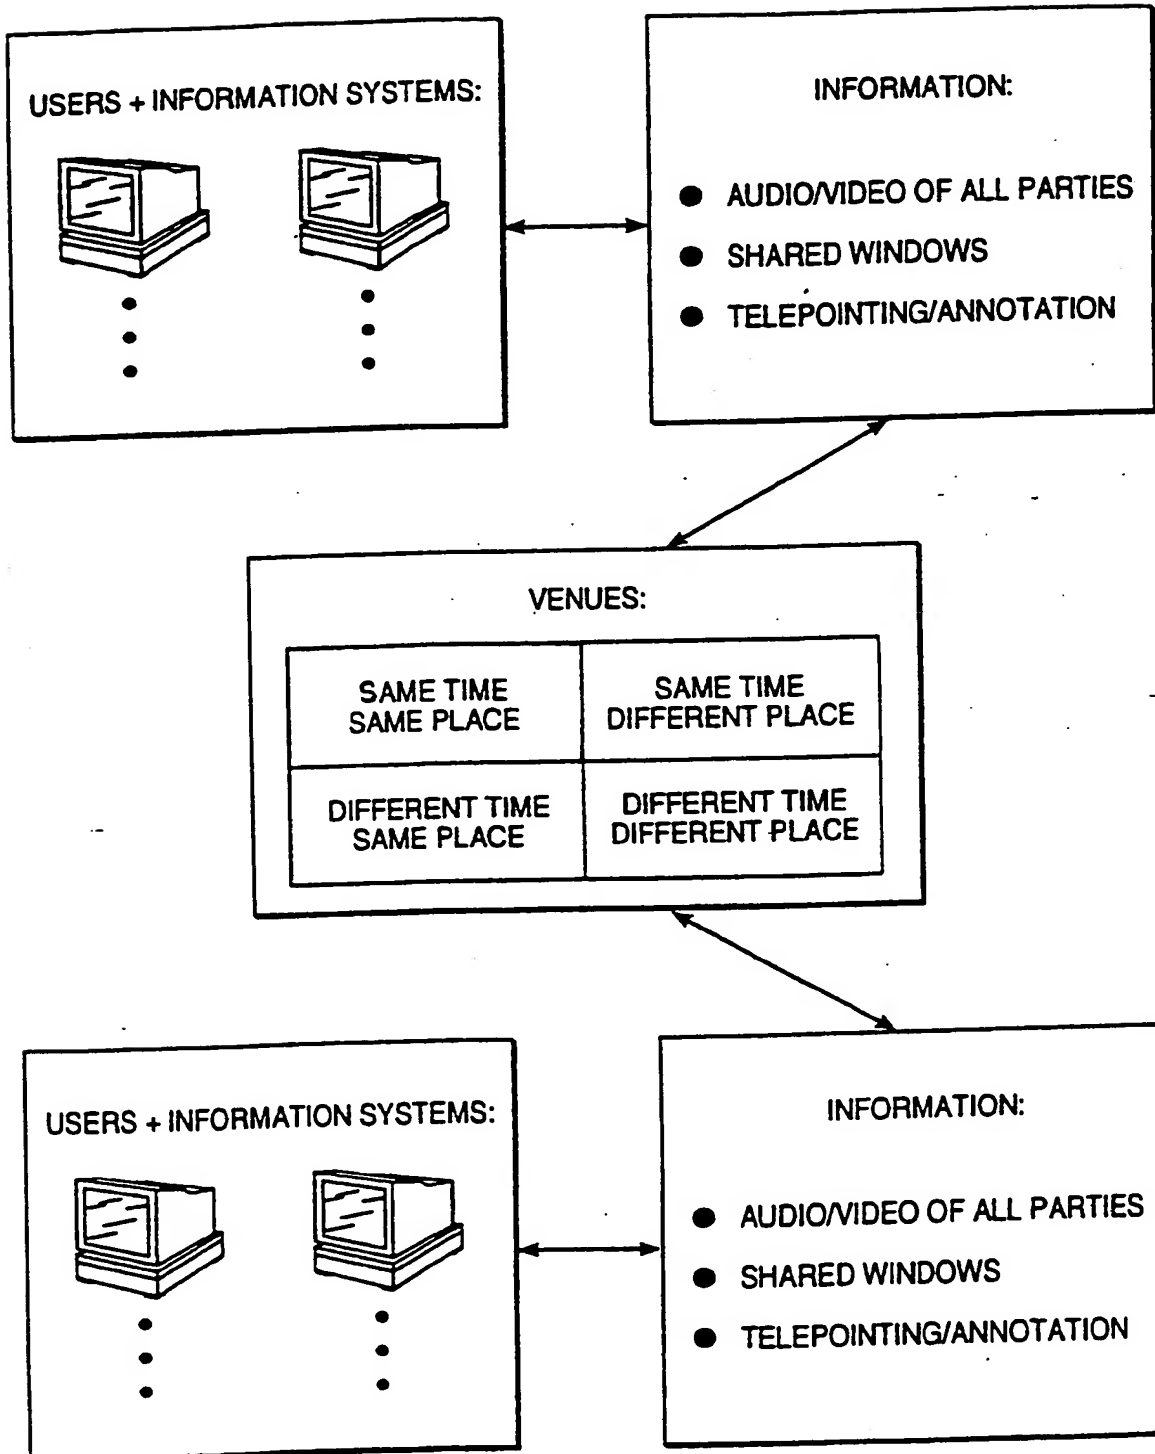 USERS + INFORMATION SYSTEMS:
INFORMATION:
● AUDIO/VIDEO OF ALL PARTIES
● SHARED WINDOWS
● TELEPOINTING/ANNOTATION
VENUES:
SAME TIME
SAME PLACE
SAME TIME
DIFFERENT PLACE
DIFFERENT TIME
SAME PLACE
DIFFERENT TIME
DIFFERENT PLACE
USERS + INFORMATION SYSTEMS:
INFORMATION:
● AUDIO/VIDEO OF ALL PARTIES
● SHARED WINDOWS
● TELEPOINTING/ANNOTATION